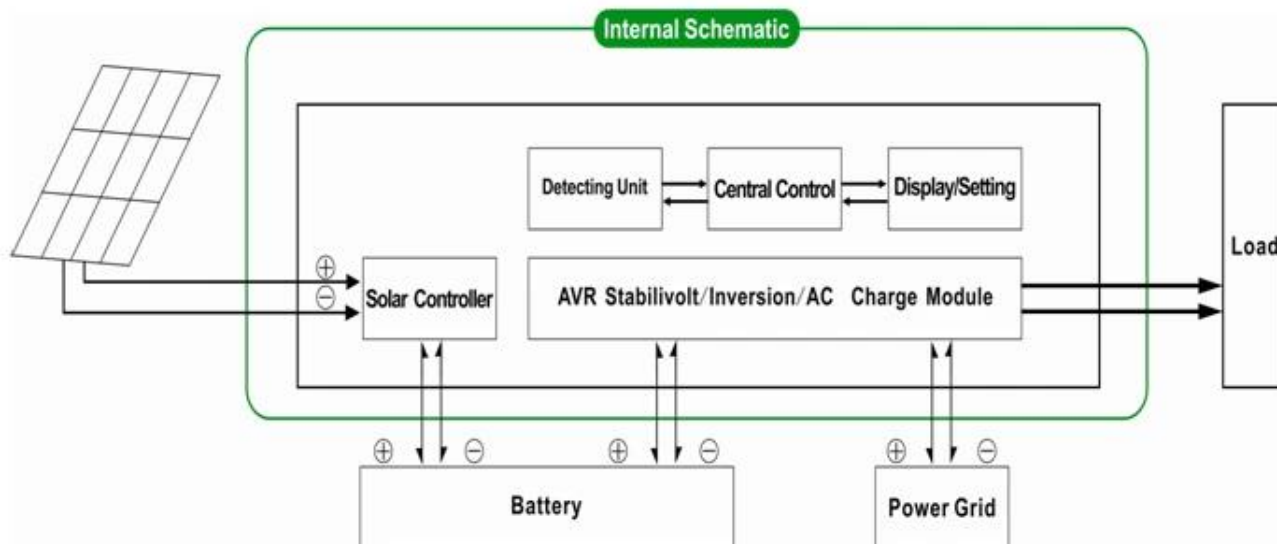 Internal Schematic
Detecting Unit
Central Control
Display/Setting
Load
⊕
⊖
Solar Controller
AVR Stabilivolt/Inversion/AC Charge Module
⊕ ⊖ ⊕ ⊖ ⊕ ⊖
Battery
Power Grid